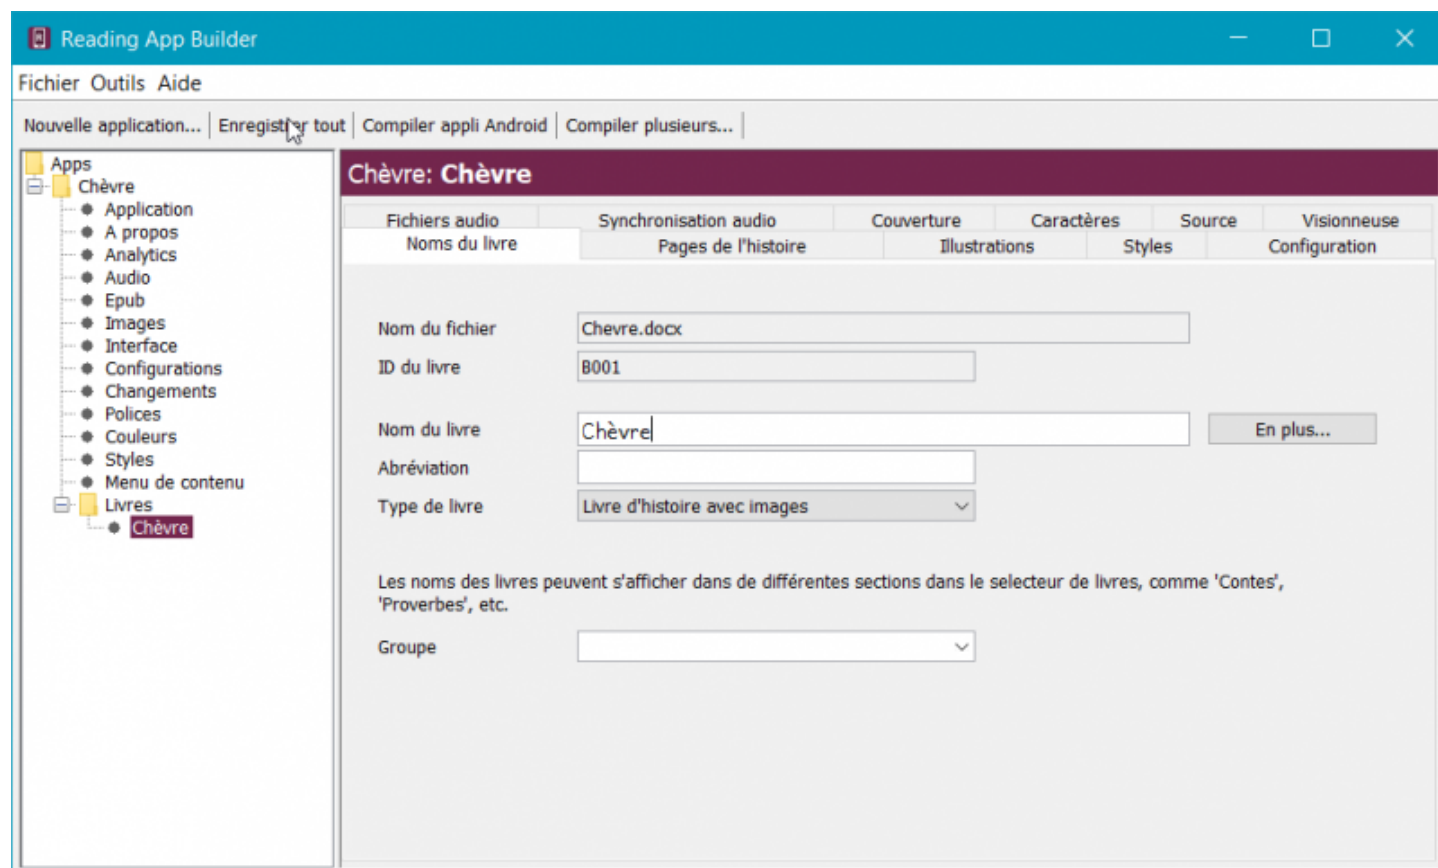 Reading App Builder
Fichier Outils Aide
Nouvelle application... Enregistrer tout Compiler appli Android Compiler plusieurs...
Apps
Chèvre
Application
A propos
Analytics
Audio
Epub
Images
Interface
Configurations
Changements
Polices
Couleurs
Styles
Menu de contenu
Livres
Chèvre
Chèvre: Chèvre
Fichiers audio Synchronisation audio Couverture Caractères Source Visionneuse
Noms du livre Pages de l'histoire Illustrations Styles Configuration
Nom du fichier Chevre.docx
ID du livre B001
Nom du livre Chèvre En plus...
Abréviation
Type de livre Livre d'histoire avec images
Les noms des livres peuvent s'afficher dans de différentes sections dans le selecteur de livres, comme 'Contes',
'Proverbes', etc.
Groupe